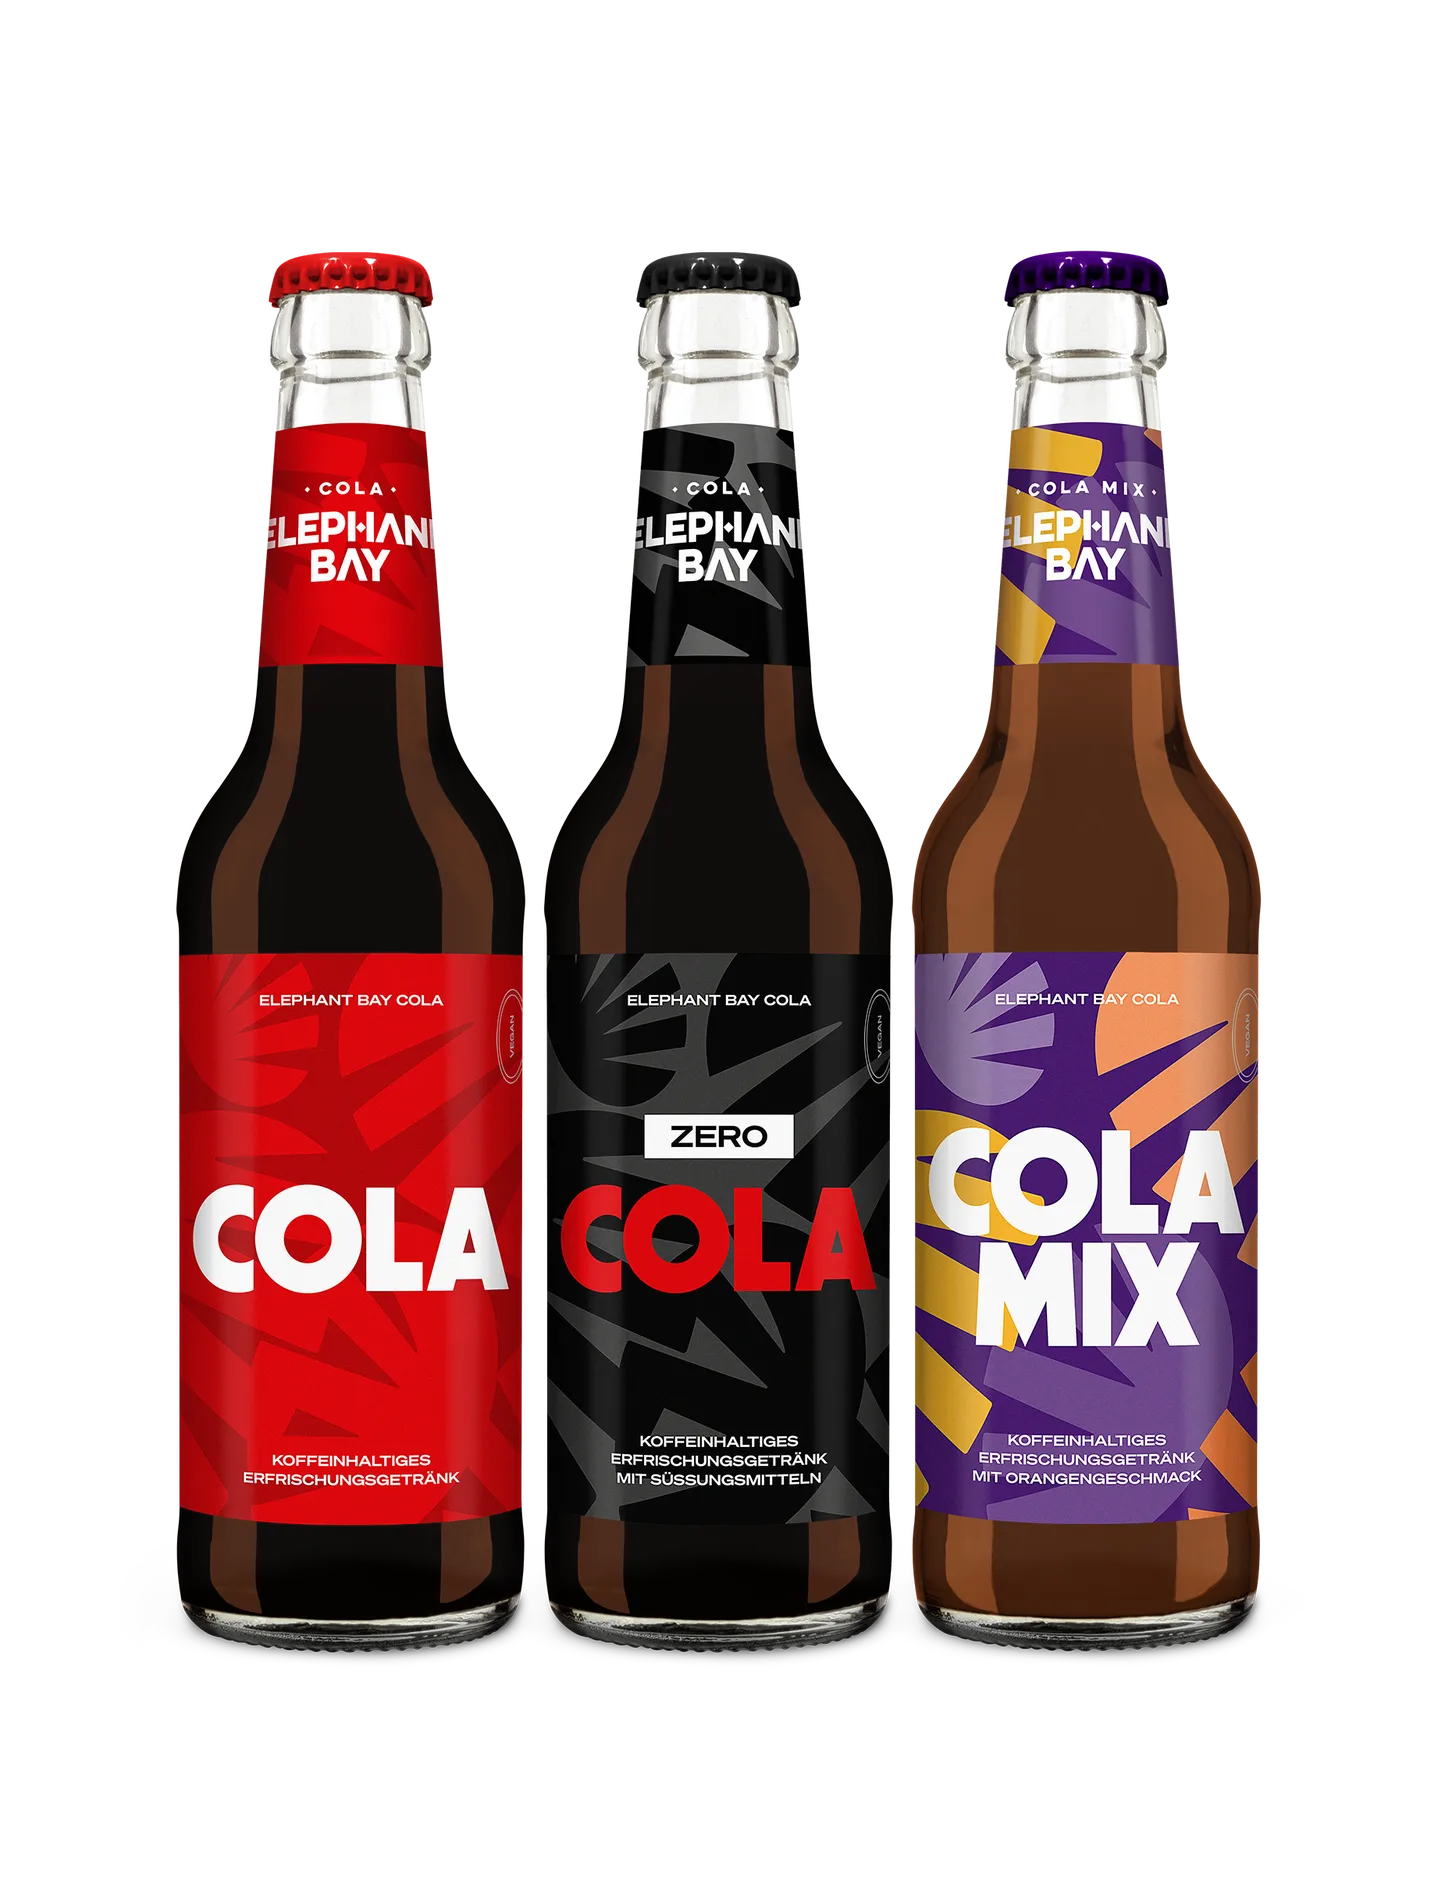 • COLA •
ELEPHANT
BAY
ELEPHANT BAY COLA
VEGAN
COLA
KOFFEINHALTIGES
ERFRISCHUNGSGETRÄNK
• COLA •
ELEPHANT
BAY
ELEPHANT BAY COLA
VEGAN
ZERO
COLA
KOFFEINHALTIGES
ERFRISCHUNGSGETRÄNK
MIT SÜSSUNGSMITTELN
• COLA MIX •
ELEPHANT
BAY
ELEPHANT BAY COLA
VEGAN
COLA
MIX
KOFFEINHALTIGES
ERFRISCHUNGSGETRÄNK
MIT ORANGENGESCHMACK